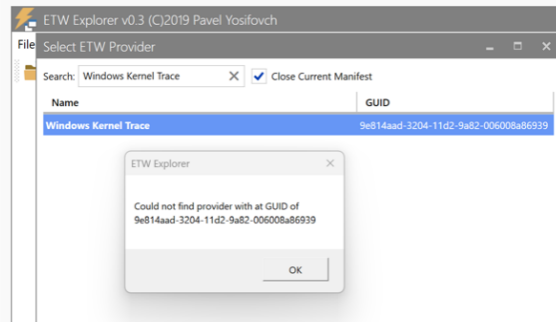 ETW Explorer v0.3 (C)2019 Pavel Yosifovch
File
Select ETW Provider
Search: Windows Kernel Trace Close Current Manifest
Name GUID
Windows Kernel Trace 9e814aad-3204-11d2-9a82-006008a86939
ETW Explorer
Could not find provider with at GUID of
9e814aad-3204-11d2-9a82-006008a86939
OK